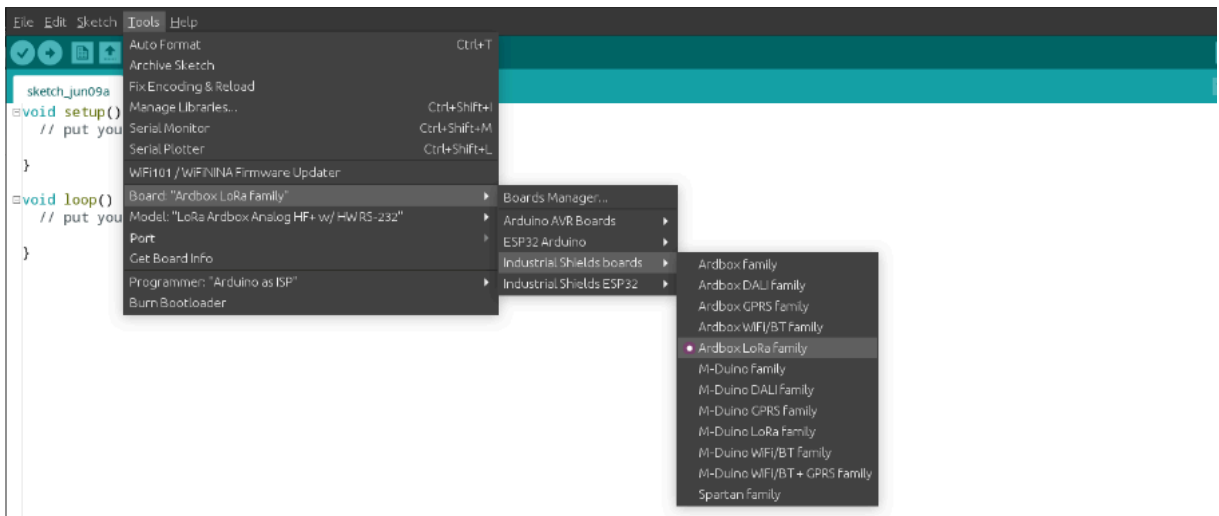 File Edit Sketch Tools Help
Auto Format Ctrl+T
Archive Sketch
sketch_jun09a
Fix Encoding & Reload
void setup()
Manage Libraries... Ctrl+Shift+I
// put you
Serial Monitor Ctrl+Shift+M
Serial Plotter Ctrl+Shift+L
}
WiFi101 / WiFiNINA Firmware Updater
void loop()
Board: "Ardbox LoRa family"
Boards Manager...
// put you
Model: "LoRa Ardbox Analog HF+ w/ HW RS-232"
Arduino AVR Boards
Port
ESP32 Arduino
}
Get Board Info
Industrial Shields boards
Ardbox family
Programmer: "Arduino as ISP"
Industrial Shields ESP32
Ardbox DALI family
Burn Bootloader
Ardbox GPRS family
Ardbox WiFi/BT family
Ardbox LoRa family
M-Duino family
M-Duino DALI family
M-Duino GPRS family
M-Duino LoRa family
M-Duino WiFi/BT family
M-Duino WiFi/BT + GPRS family
Spartan family